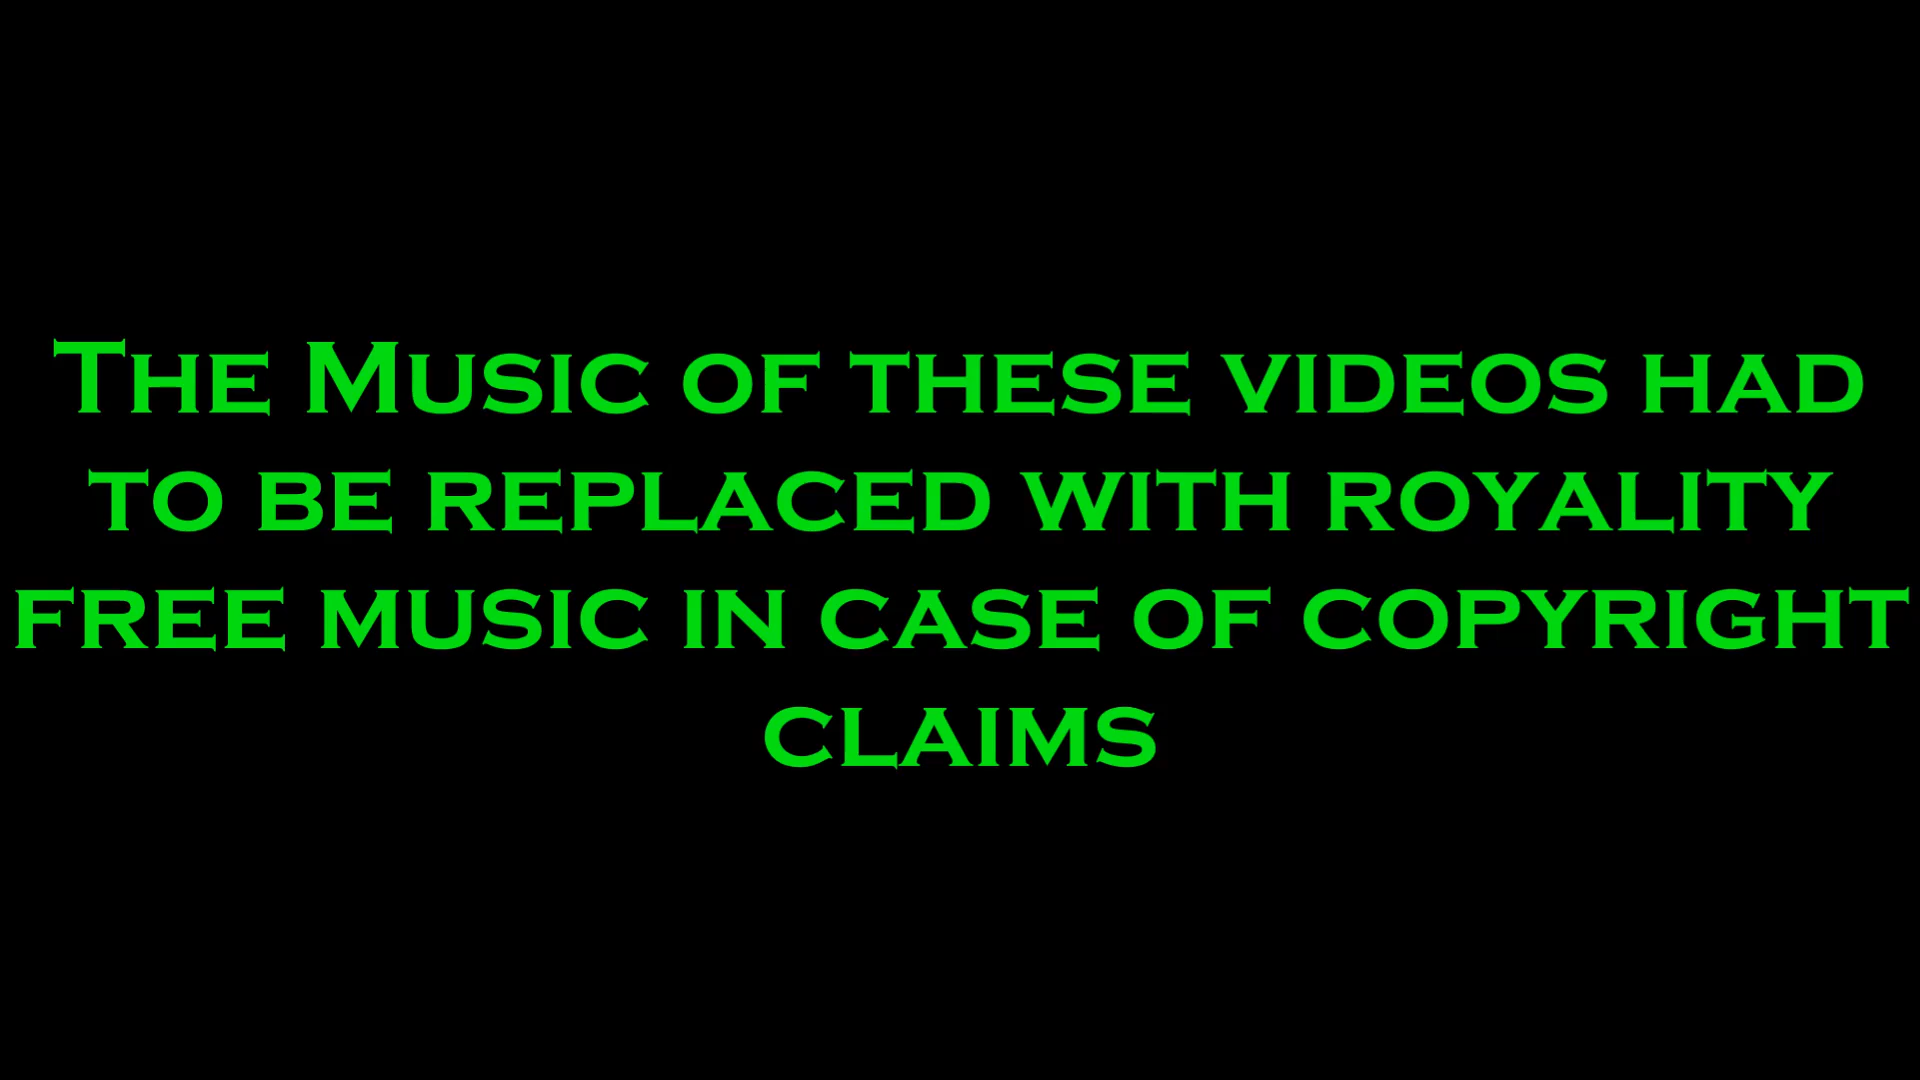 The Music of these videos had
to be replaced with royality
free music in case of copyright
claims